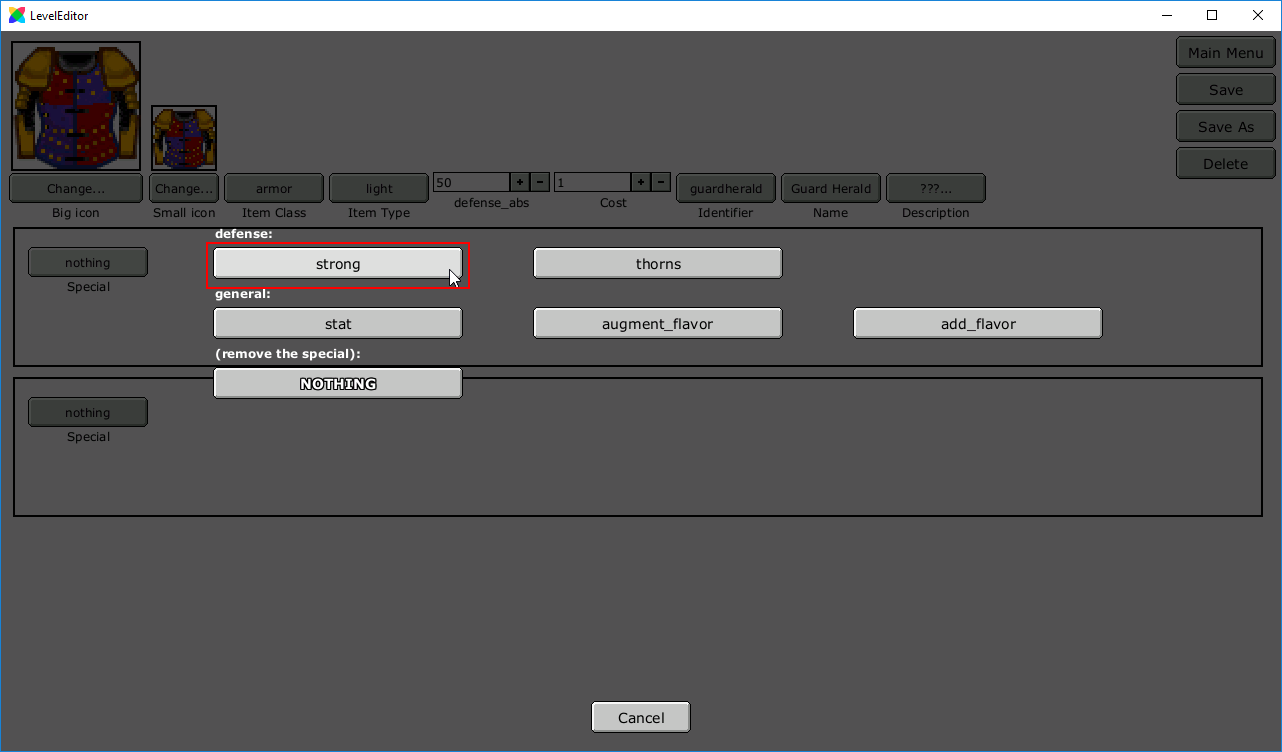 LevelEditor
Main Menu
Save
Save As
Delete
Change...
Change...
armor
light
50
+
-
1
+
-
guardherald
Guard Herald
???...
Big icon
Small icon
Item Class
Item Type
defense_abs
Cost
Identifier
Name
Description
defense:
nothing
strong
thorns
Special
general:
stat
augment_flavor
add_flavor
(remove the special):
NOTHING
nothing
Special
Cancel